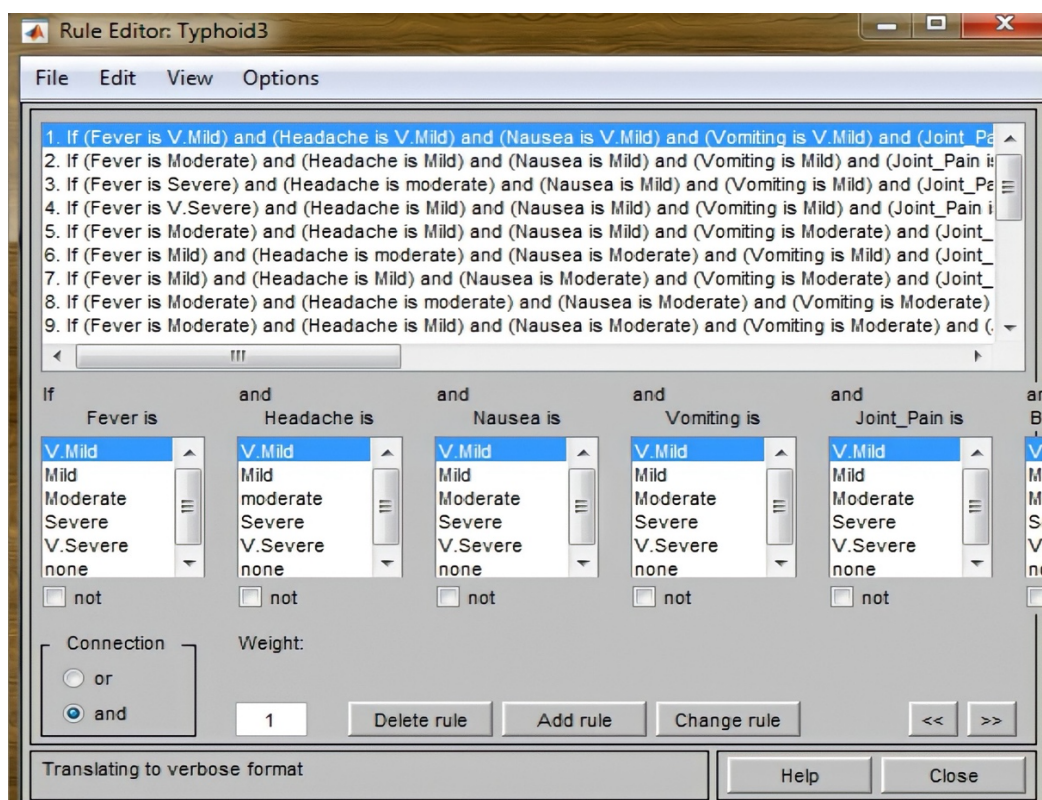 Rule Editor: Typhoid3
File Edit View Options
1. If (Fever is V.Mild) and (Headache is V.Mild) and (Nausea is V.Mild) and (Vomiting is V.Mild) and (Joint_Pa
2. If (Fever is Moderate) and (Headache is Mild) and (Nausea is Mild) and (Vomiting is Mild) and (Joint_Pain is
3. If (Fever is Severe) and (Headache is moderate) and (Nausea is Mild) and (Vomiting is Mild) and (Joint_Pa
4. If (Fever is V.Severe) and (Headache is Mild) and (Nausea is Mild) and (Vomiting is Mild) and (Joint_Pain i
5. If (Fever is Moderate) and (Headache is Mild) and (Nausea is Mild) and (Vomiting is Moderate) and (Joint_
6. If (Fever is Mild) and (Headache is moderate) and (Nausea is Moderate) and (Vomiting is Mild) and (Joint_
7. If (Fever is Mild) and (Headache is Mild) and (Nausea is Moderate) and (Vomiting is Moderate) and (Joint_
8. If (Fever is Moderate) and (Headache is moderate) and (Nausea is Moderate) and (Vomiting is Moderate)
9. If (Fever is Moderate) and (Headache is Mild) and (Nausea is Moderate) and (Vomiting is Moderate) and (
If and and and and
Fever is Headache is Nausea is Vomiting is Joint_Pain is
V.Mild V.Mild V.Mild V.Mild V.Mild
Mild Mild Mild Mild Mild
Moderate moderate Moderate Moderate Moderate
Severe Severe Severe Severe Severe
V.Severe V.Severe V.Severe V.Severe V.Severe
none none none none none
not not not not not
Connection Weight:
or
and 1 Delete rule Add rule Change rule << >>
Translating to verbose format Help Close